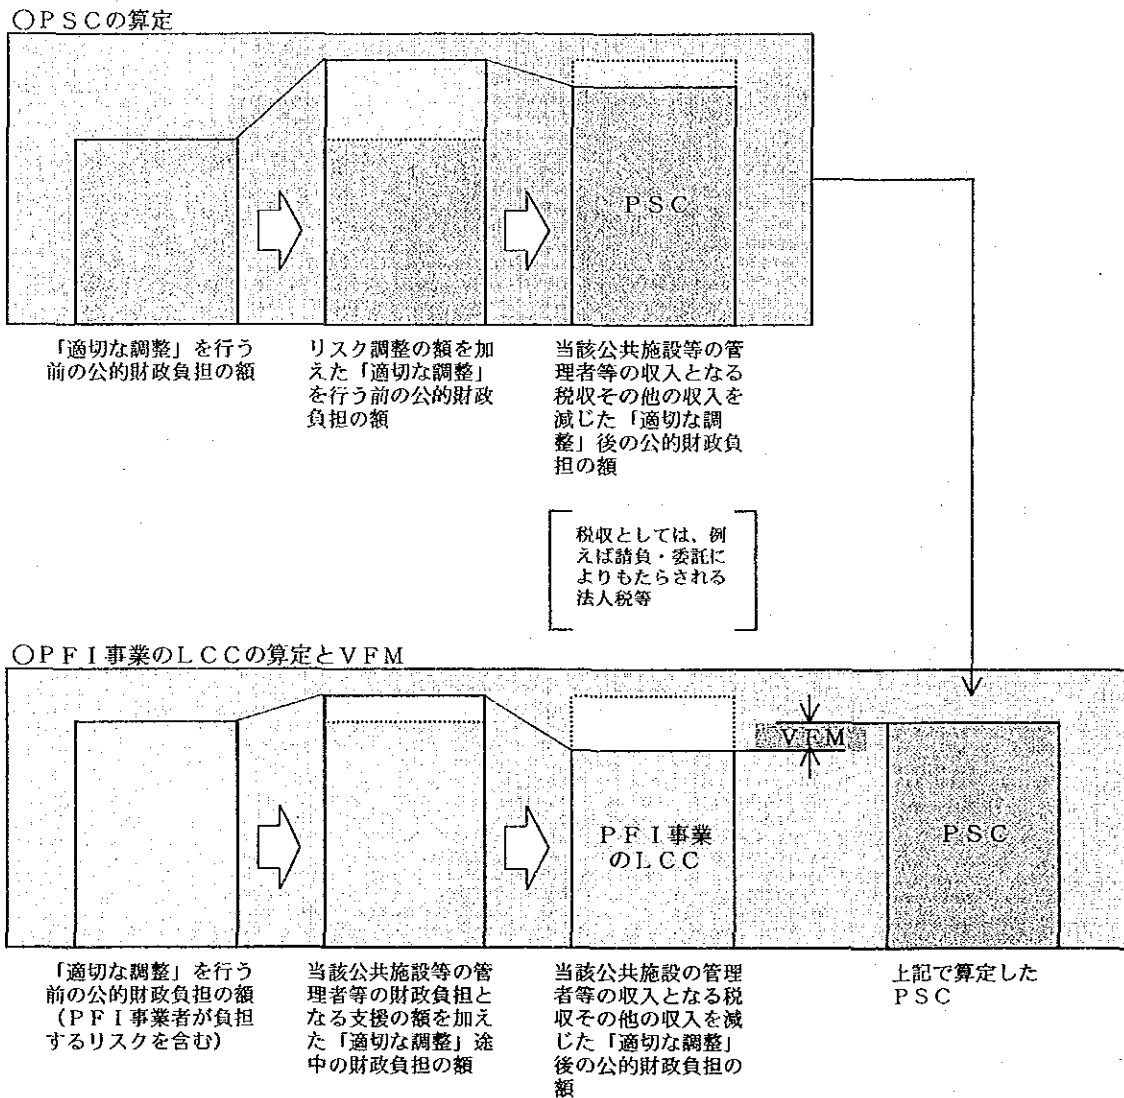 ○ＰＳＣの算定
ＰＳＣ
「適切な調整」を行う
前の公的財政負担の額
リスク調整の額を加
えた「適切な調整」
を行う前の公的財政
負担の額
当該公共施設等の管
理者等の収入となる
税収その他の収入を
減じた「適切な調
整」後の公的財政負
担の額
税収としては、例
えば請負・委託に
よりもたらされる
法人税等
○ＰＦＩ事業のＬＣＣの算定とＶＦＭ
ＶＦＭ
ＰＦＩ事業
のＬＣＣ
ＰＳＣ
「適切な調整」を行う
前の公的財政負担の額
（ＰＦＩ事業者が負担
するリスクを含む）
当該公共施設等の管
理者等の財政負担と
なる支援の額を加え
た「適切な調整」途
中の財政負担の額
当該公共施設の管理
者等の収入となる税
収その他の収入を減
じた「適切な調整」
後の公的財政負担の
額
上記で算定した
ＰＳＣ